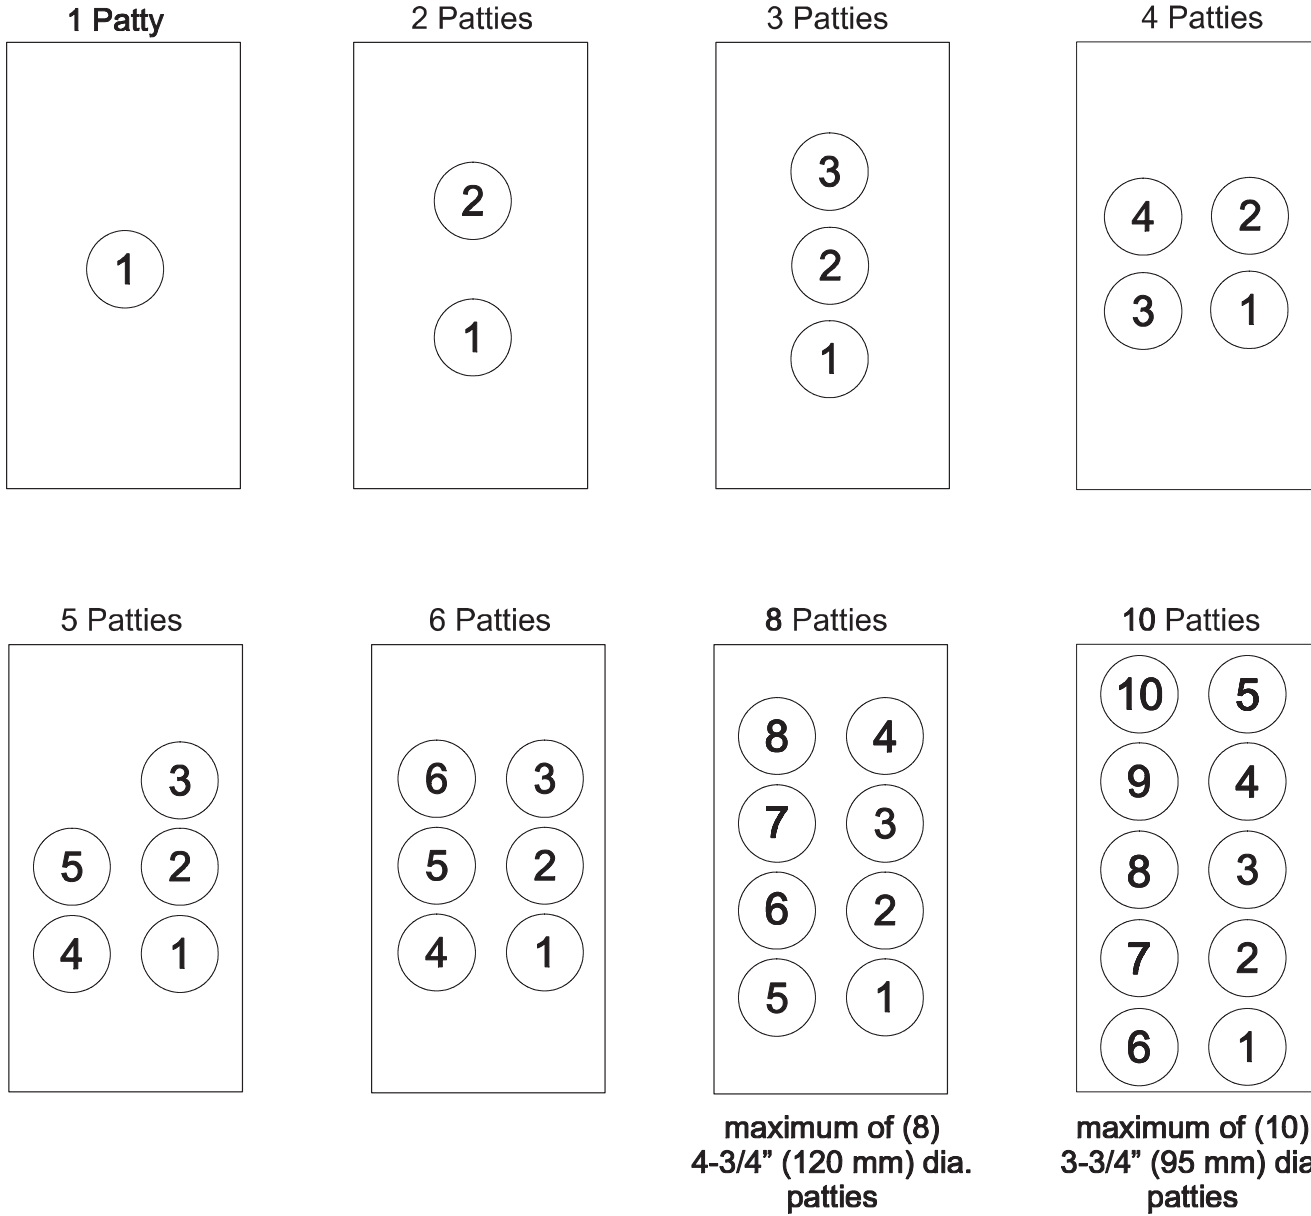 1 Patty
2 Patties
3 Patties
4 Patties
1
2
1
3
2
1
4 2
3 1
5 Patties
6 Patties
8 Patties
10 Patties
3
5 2
4 1
6 3
5 2
4 1
8 4
7 3
6 2
5 1
10 5
9 4
8 3
7 2
6 1
maximum of (8)
4-3/4” (120 mm) dia.
patties
maximum of (10)
3-3/4” (95 mm) dia
patties